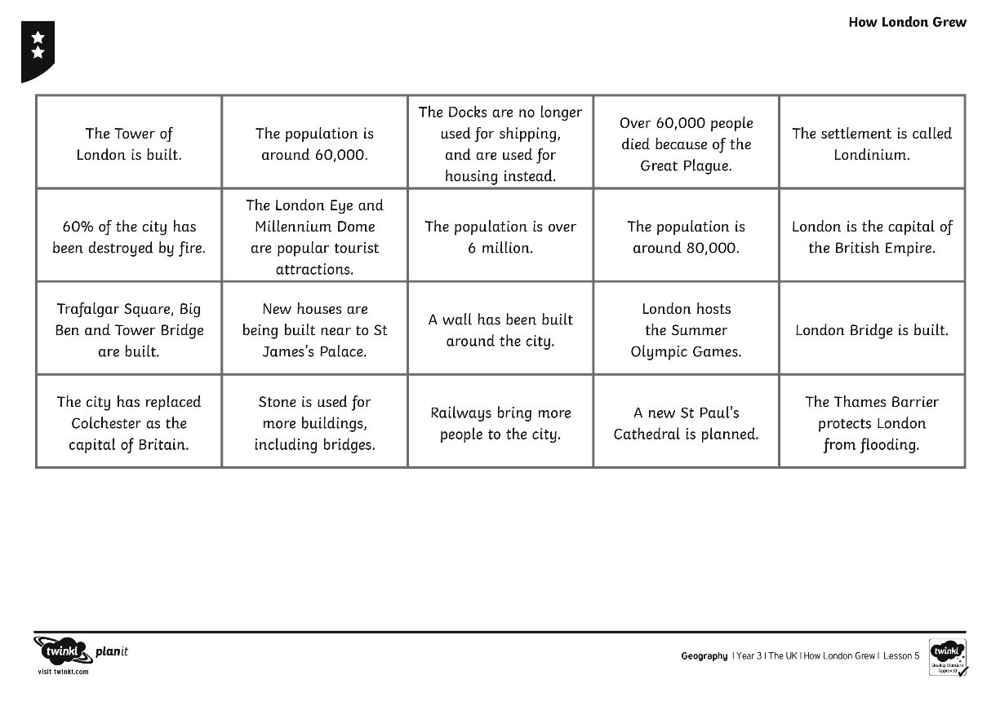 How London Grew
The Tower of
London is built.
The population is
around 60,000.
The Docks are no longer
used for shipping,
and are used for
housing instead.
Over 60,000 people
died because of the
Great Plague.
The settlement is called
Londinium.
60% of the city has
been destroyed by fire.
The London Eye and
Millennium Dome
are popular tourist
attractions.
The population is over
6 million.
The population is
around 80,000.
London is the capital of
the British Empire.
Trafalgar Square, Big
Ben and Tower Bridge
are built.
New houses are
being built near to St
James's Palace.
A wall has been built
around the city.
London hosts
the Summer
Olympic Games.
London Bridge is built.
The city has replaced
Colchester as the
capital of Britain.
Stone is used for
more buildings,
including bridges.
Railways bring more
people to the city.
A new St Paul's
Cathedral is planned.
The Thames Barrier
protects London
from flooding.
twinkl planit
visit twinkl.com
Geography | Year 3 | The UK | How London Grew | Lesson 5
twinkl
Quality Standard
Approved